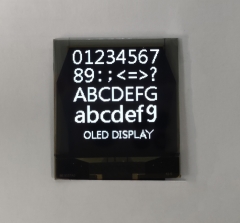 01234567
89:;<=>?
ABCDEFG
abcdefg
OLED DISPLAY